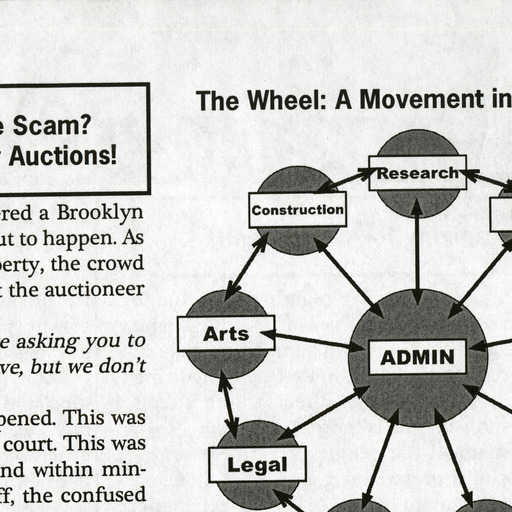 e Scam?
Auctions!
ered a Brooklyn
ut to happen. As
perty, the crowd
t the auctioneer
e asking you to
ve, but we don't
pened. This was
court. This was
nd within min-
ff, the confused
The Wheel: A Movement in
Research
Construction
Arts
ADMIN
Legal